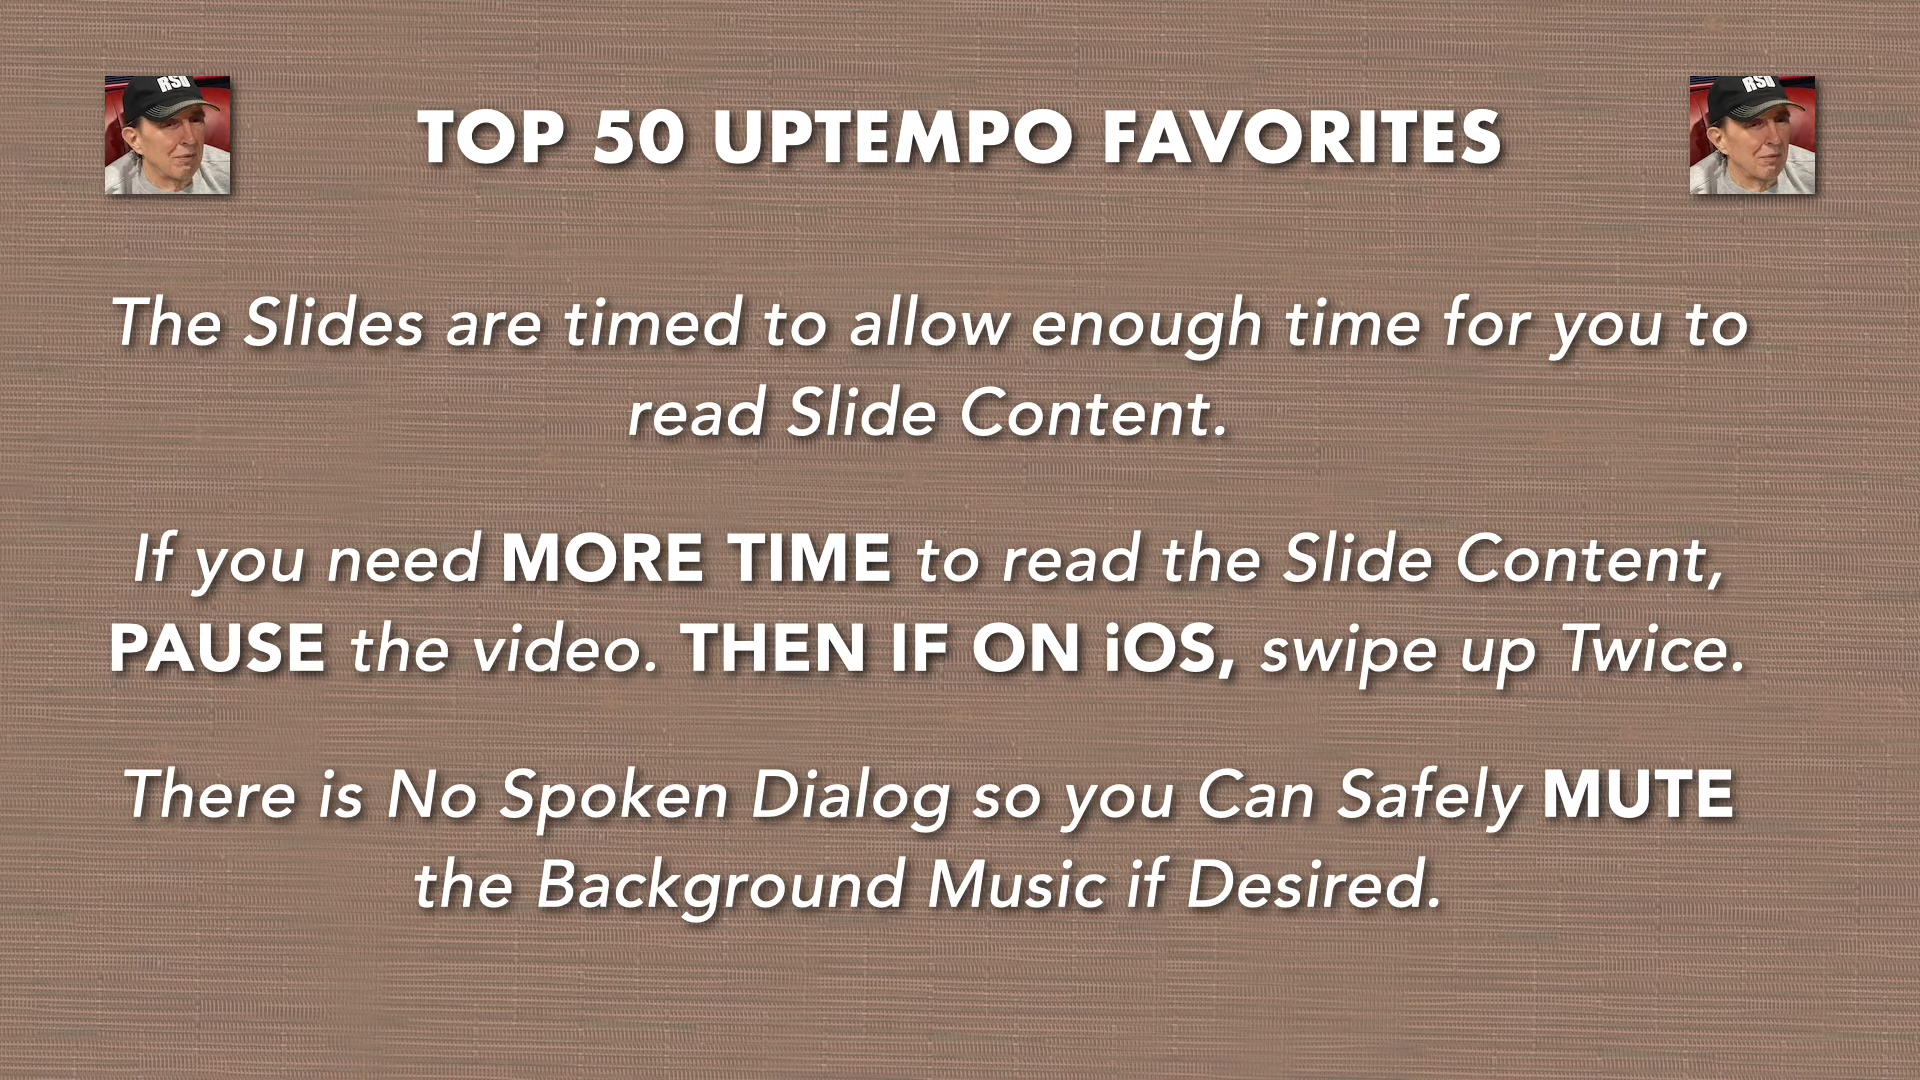 RSD
TOP 50 UPTEMPO FAVORITES
RSD
The Slides are timed to allow enough time for you to
read Slide Content.
If you need MORE TIME to read the Slide Content,
PAUSE the video. THEN IF ON iOS, swipe up Twice.
There is No Spoken Dialog so you Can Safely MUTE
the Background Music if Desired.